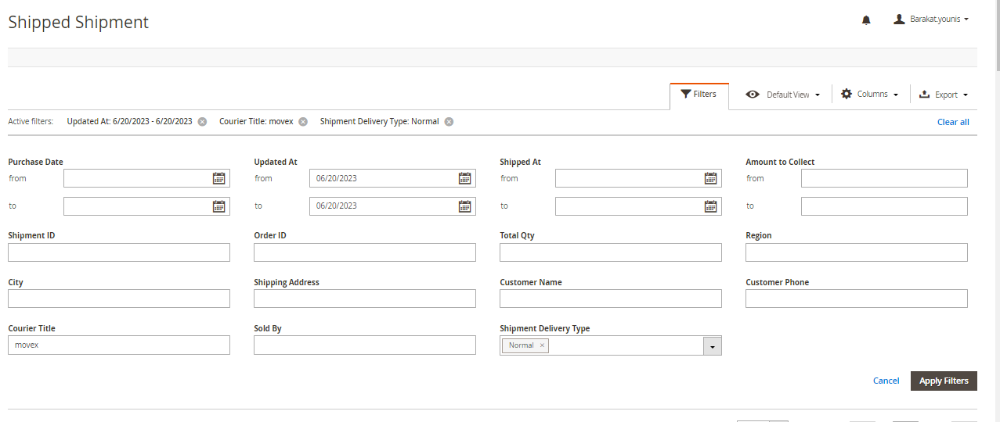 Shipped Shipment
Barakat.younis
Filters
Default View
Columns
Export
Active filters: Updated At: 6/20/2023 - 6/20/2023 Courier Title: movex Shipment Delivery Type: Normal Clear all
Purchase Date Updated At Shipped At Amount to Collect
from from 06/20/2023 from from
to to 06/20/2023 to to
Shipment ID Order ID Total Qty Region
City Shipping Address Customer Name Customer Phone
Courier Title Sold By Shipment Delivery Type
movex Normal ×
Cancel Apply Filters